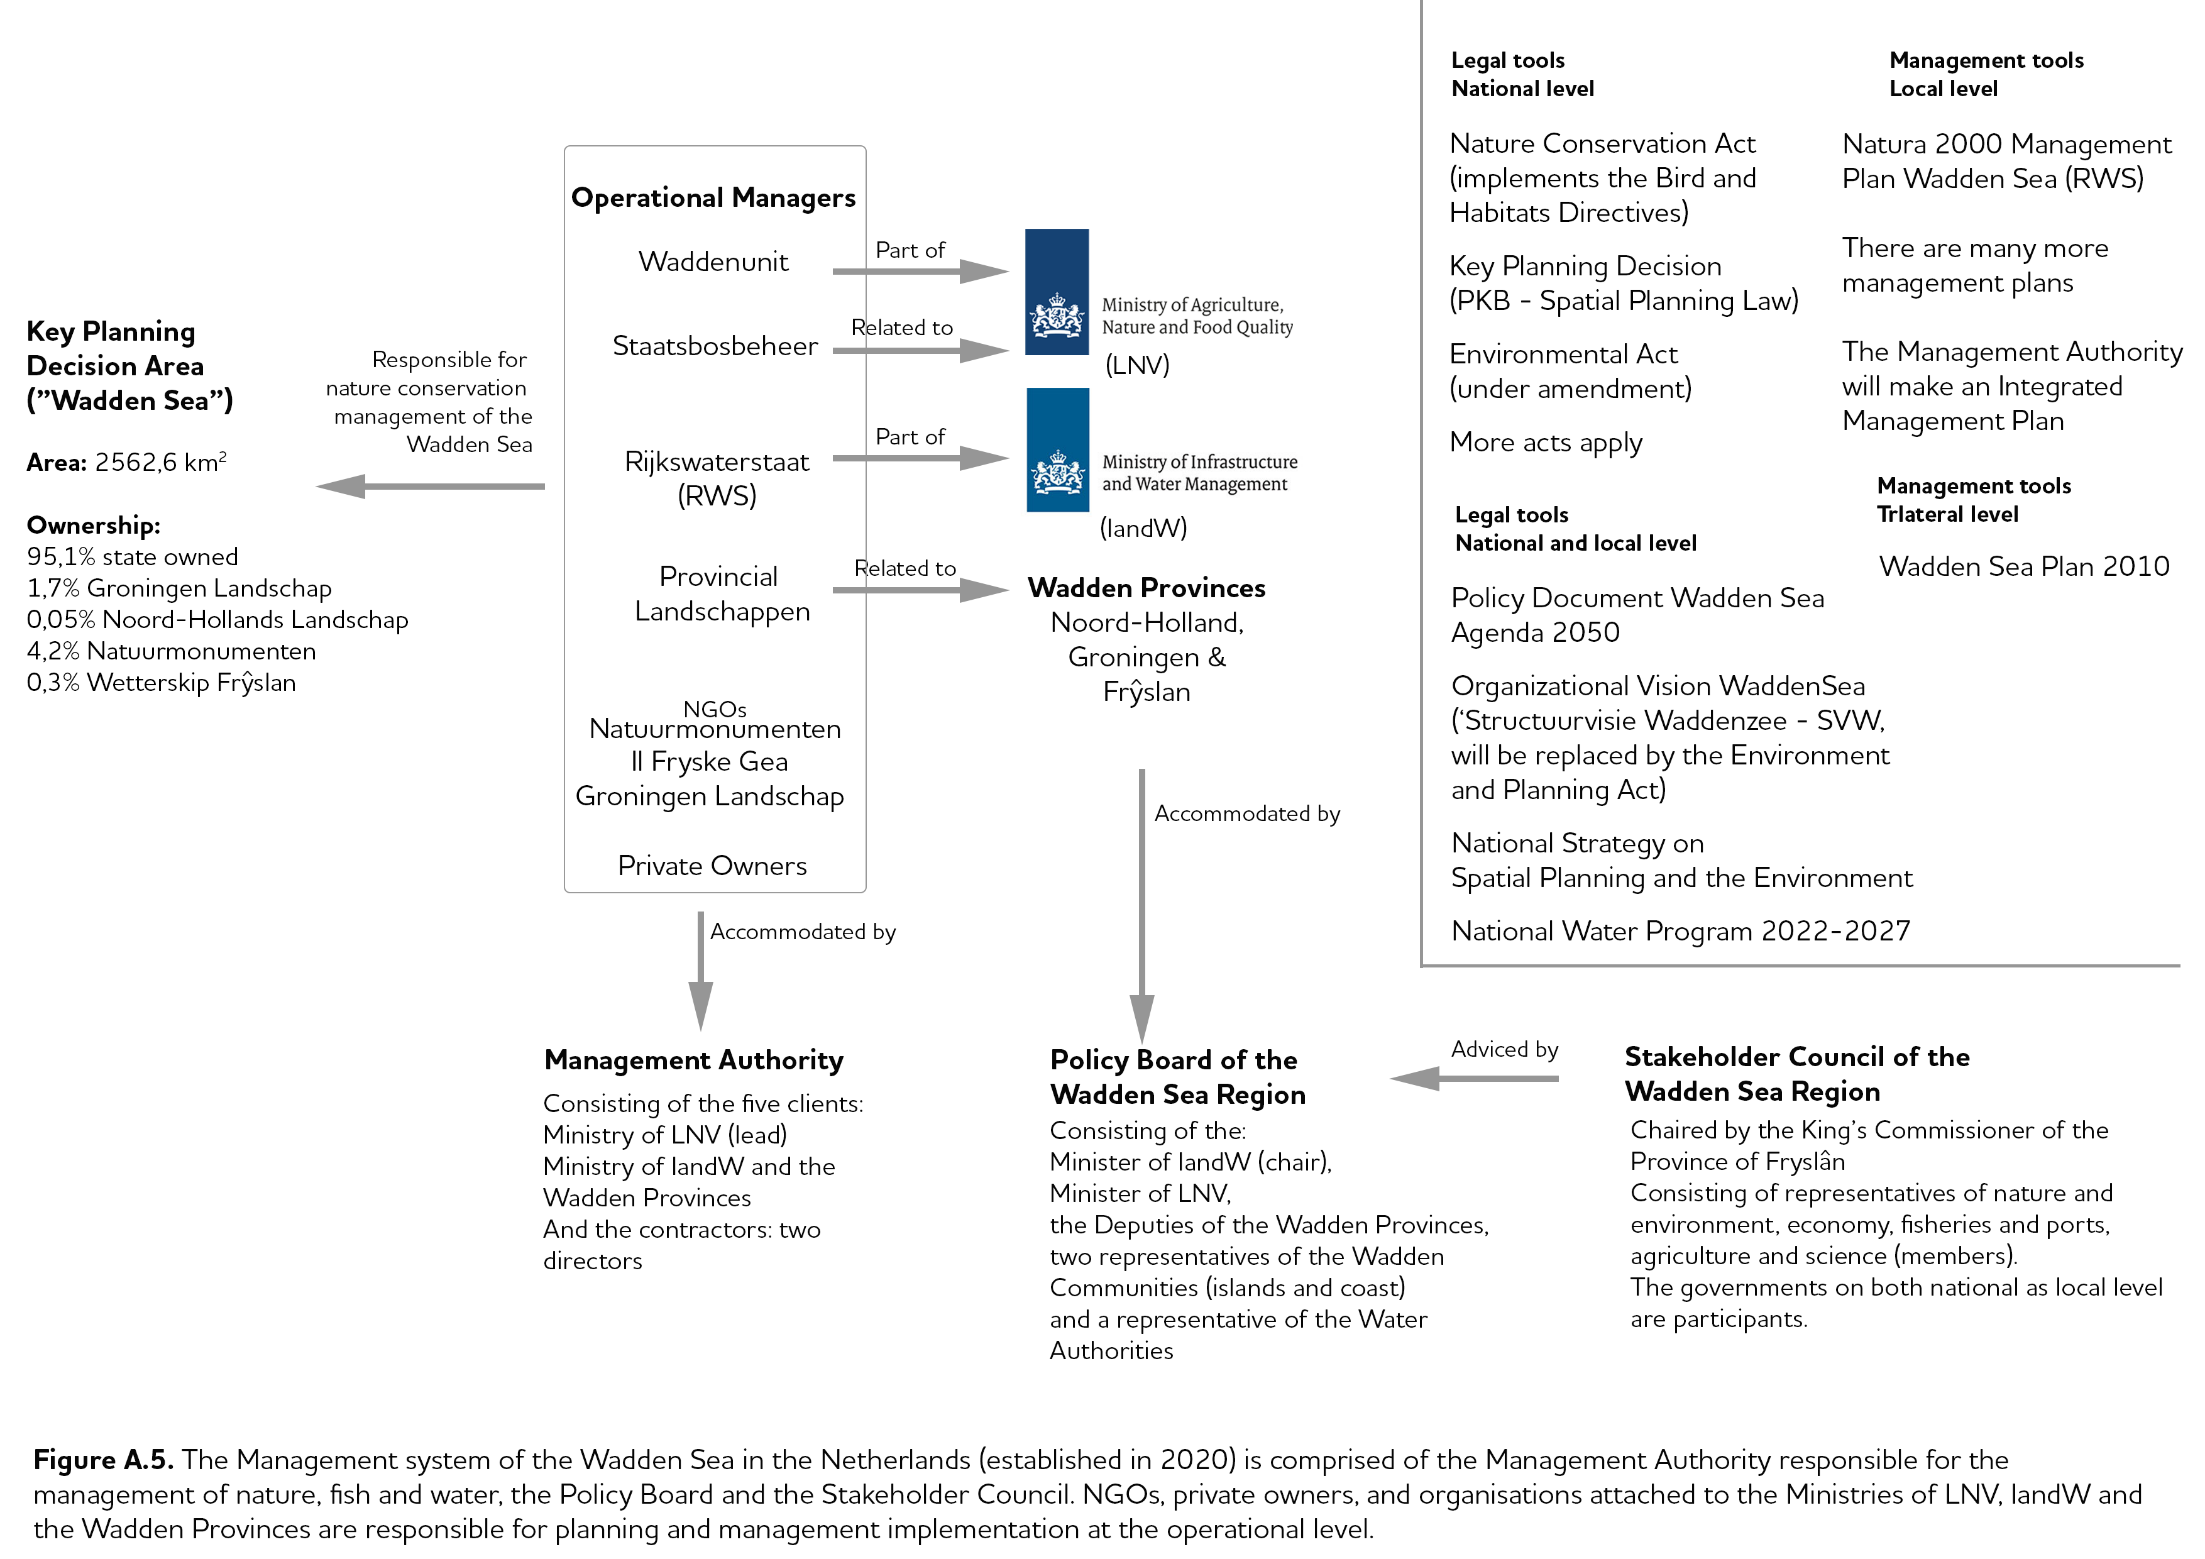 Legal tools
National level
Nature Conservation Act
(implements the Bird and
Habitats Directives)
Key Planning Decision
(PKB - Spatial Planning Law)
Environmental Act
(under amendment)
More acts apply
Legal tools
National and local level
Policy Document Wadden Sea
Agenda 2050
Organizational Vision WaddenSea
(‘Structuurvisie Waddenzee - SVW,
will be replaced by the Environment
and Planning Act)
National Strategy on
Spatial Planning and the Environment
National Water Program 2022-2027
Management tools
Local level
Natura 2000 Management
Plan Wadden Sea (RWS)
There are many more
management plans
The Management Authority
will make an Integrated
Management Plan
Management tools
Trlateral level
Wadden Sea Plan 2010
Key Planning
Decision Area
(”Wadden Sea”)
Area: 2562,6 km²
Ownership:
95,1% state owned
1,7% Groningen Landschap
0,05% Noord-Hollands Landschap
4,2% Natuurmonumenten
0,3% Wetterskip Frŷslan
Responsible for
nature conservation
management of the
Wadden Sea
Operational Managers
Waddenunit
Staatsbosbeheer
Rijkswaterstaat
(RWS)
Provincial
Landschappen
NGOs
Natuurmonumenten
II Fryske Gea
Groningen Landschap
Private Owners
Part of
Related to
Part of
Related to
Ministry of Agriculture,
Nature and Food Quality
(LNV)
Ministry of Infrastructure
and Water Management
(IandW)
Wadden Provinces
Noord-Holland,
Groningen &
Frŷslan
Accommodated by
Accommodated by
Management Authority
Consisting of the five clients:
Ministry of LNV (lead)
Ministry of IandW and the
Wadden Provinces
And the contractors: two
directors
Policy Board of the
Wadden Sea Region
Consisting of the:
Minister of IandW (chair),
Minister of LNV,
the Deputies of the Wadden Provinces,
two representatives of the Wadden
Communities (islands and coast)
and a representative of the Water
Authorities
Adviced by
Stakeholder Council of the
Wadden Sea Region
Chaired by the King’s Commissioner of the
Province of Fryslân
Consisting of representatives of nature and
environment, economy, fisheries and ports,
agriculture and science (members).
The governments on both national as local level
are participants.
Figure A.5. The Management system of the Wadden Sea in the Netherlands (established in 2020) is comprised of the Management Authority responsible for the
management of nature, fish and water, the Policy Board and the Stakeholder Council. NGOs, private owners, and organisations attached to the Ministries of LNV, IandW and
the Wadden Provinces are responsible for planning and management implementation at the operational level.